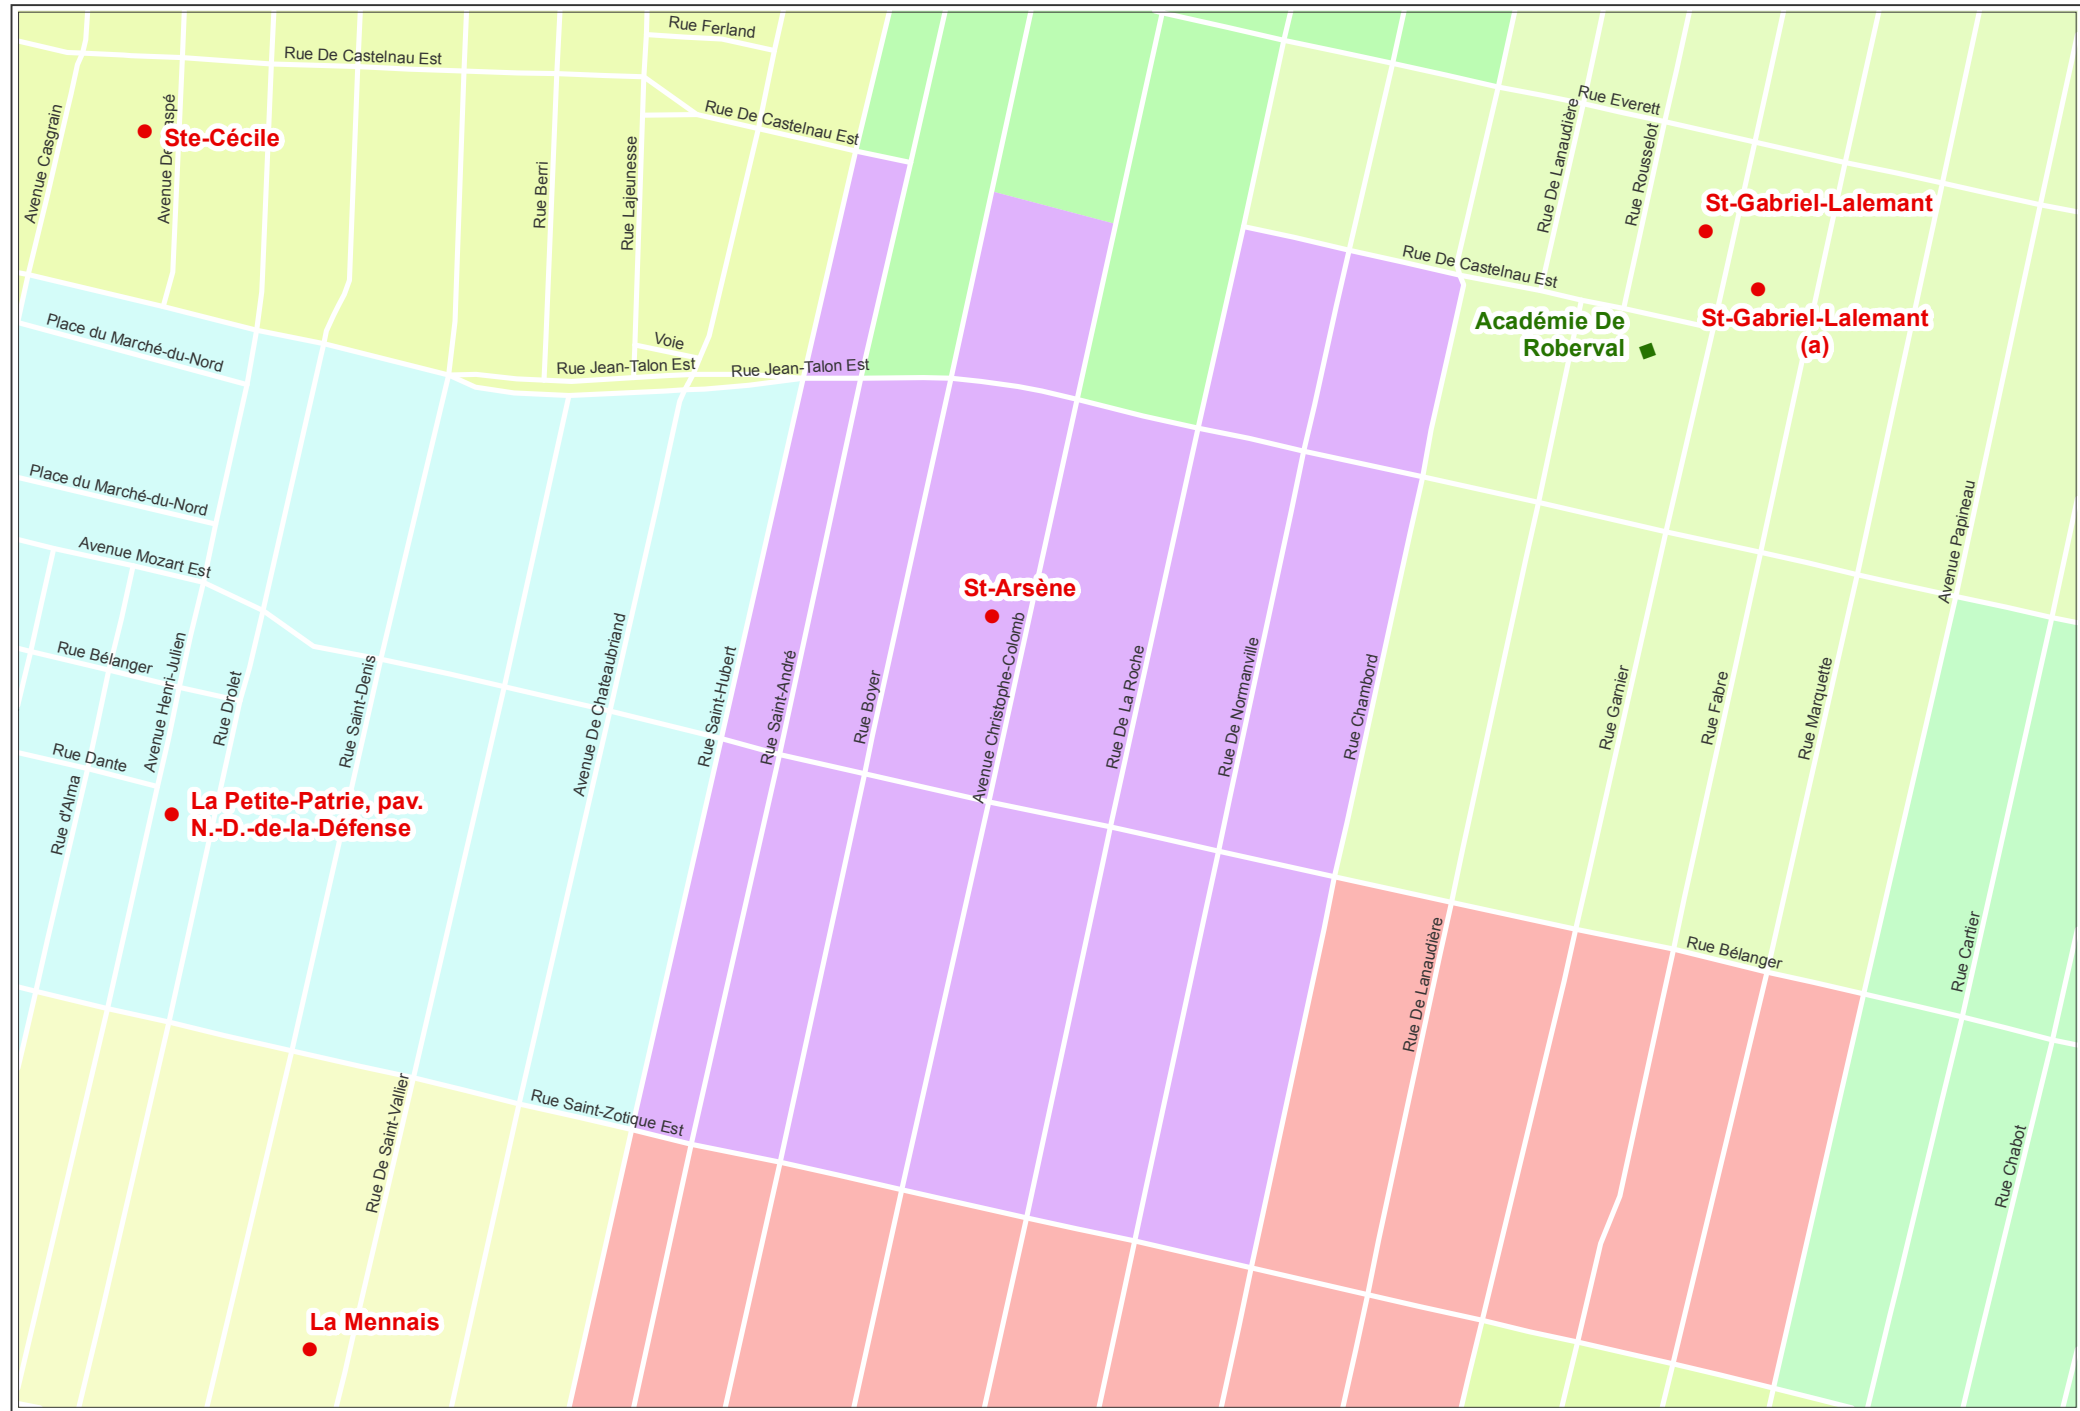 Rue Ferland
Rue De Castelnau Est
Rue De Castelnau Est
Rue Everett
Avenue Casgrain
Ste-Cécile
Rue Berri
Rue Lajeunesse
Rue De Lanaudière
Rue Rousselot
St-Gabriel-Lalemant
Rue De Castelnau Est
St-Gabriel-Lalemant
(a)
Académie De
Roberval
Place du Marché-du-Nord
Voie
Rue Jean-Talon Est
Rue Jean-Talon Est
Place du Marché-du-Nord
Avenue Mozart Est
Avenue Papineau
St-Arsène
Rue Bélanger
Avenue Henri-Julien
Rue Drolet
Rue Saint-Denis
Avenue De Chateaubriand
Rue Saint-Hubert
Rue Saint-André
Rue Boyer
Avenue Christophe-Colomb
Rue De La Roche
Rue De Normanville
Rue Chambord
Rue Garnier
Rue Fabre
Rue Marquette
Rue Dante
Rue d'Alma
La Petite-Patrie, pav.
N.-D.-de-la-Défense
Rue De Lanaudière
Rue Bélanger
Rue Cartier
Rue Saint-Zotique Est
Rue De Saint-Vallier
Rue Chabot
La Mennais